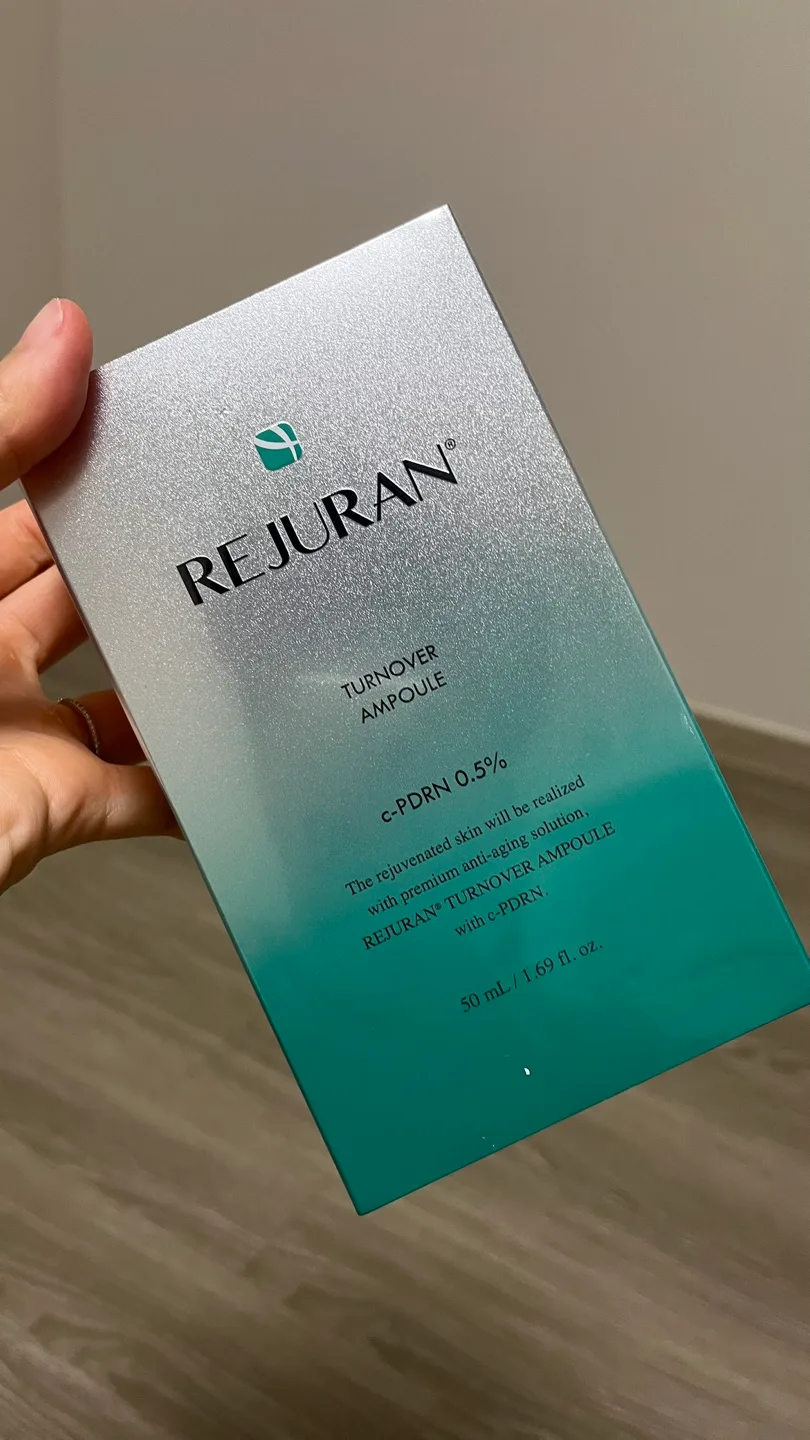 REJURAN®
TURNOVER
AMPOULE
c-PDRN 0.5%
The rejuvenated skin will be realized
with premium anti-aging solution,
REJURAN® TURNOVER AMPOULE
with c-PDRN.
50 mL / 1.69 fl. oz.